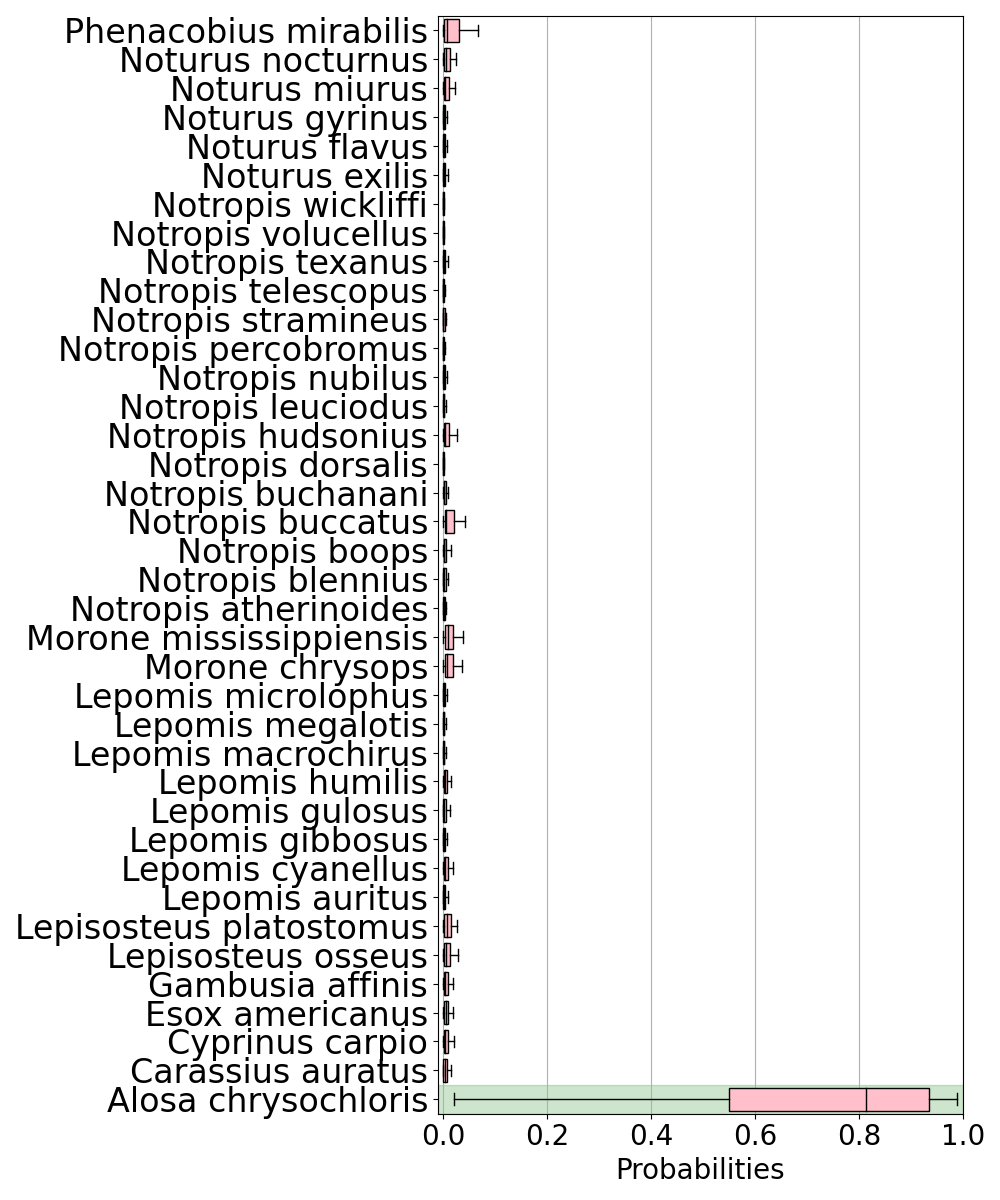 Phenacobius mirabilis
Noturus nocturnus
Noturus miurus
Noturus gyrinus
Noturus flavus
Noturus exilis
Notropis wickliffi
Notropis volucellus
Notropis texanus
Notropis telescopus
Notropis stramineus
Notropis percobromus
Notropis nubilus
Notropis leuciodus
Notropis hudsonius
Notropis dorsalis
Notropis buchanani
Notropis buccatus
Notropis boops
Notropis blennius
Notropis atherinoides
Morone mississippiensis
Morone chrysops
Lepomis microlophus
Lepomis megalotis
Lepomis macrochirus
Lepomis humilis
Lepomis gulosus
Lepomis gibbosus
Lepomis cyanellus
Lepomis auritus
Lepisosteus platostomus
Lepisosteus osseus
Gambusia affinis
Esox americanus
Cyprinus carpio
Carassius auratus
Alosa chrysochloris
0.0 0.2 0.4 0.6 0.8 1.0
Probabilities